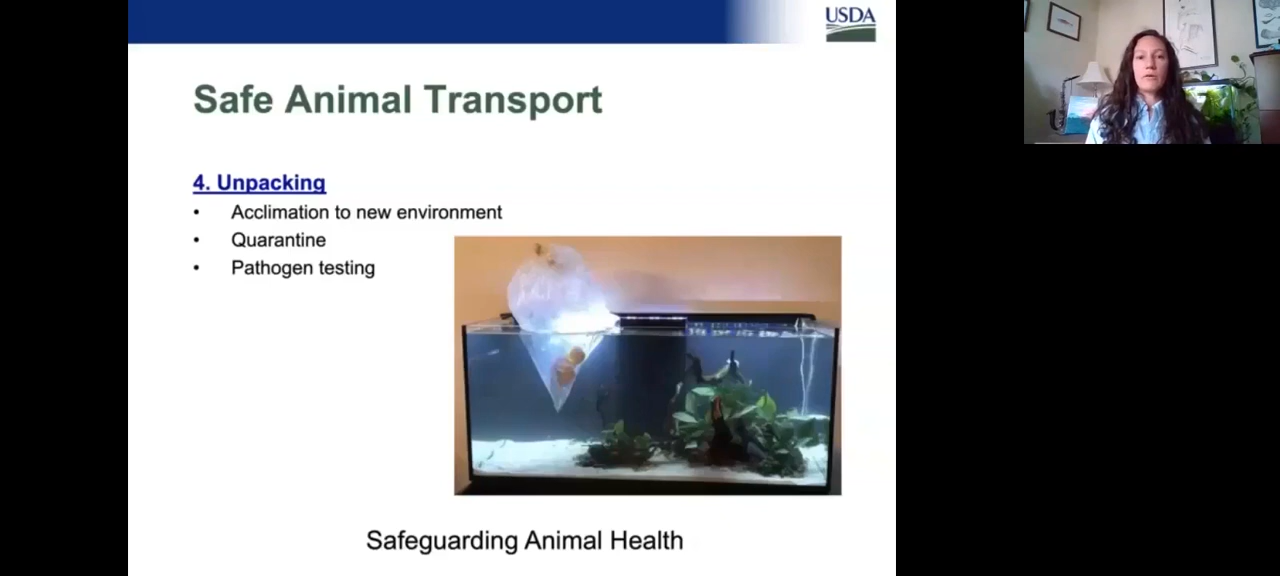 USDA
Safe Animal Transport
4. Unpacking
• Acclimation to new environment
• Quarantine
• Pathogen testing
Safeguarding Animal Health